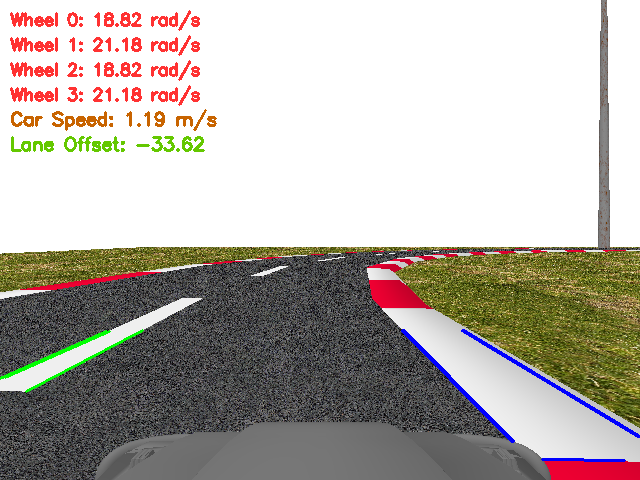 Wheel 0: 18.82 rad/s
Wheel 1: 21.18 rad/s
Wheel 2: 18.82 rad/s
Wheel 3: 21.18 rad/s
Car Speed: 1.19 m/s
Lane Offset: -33.62